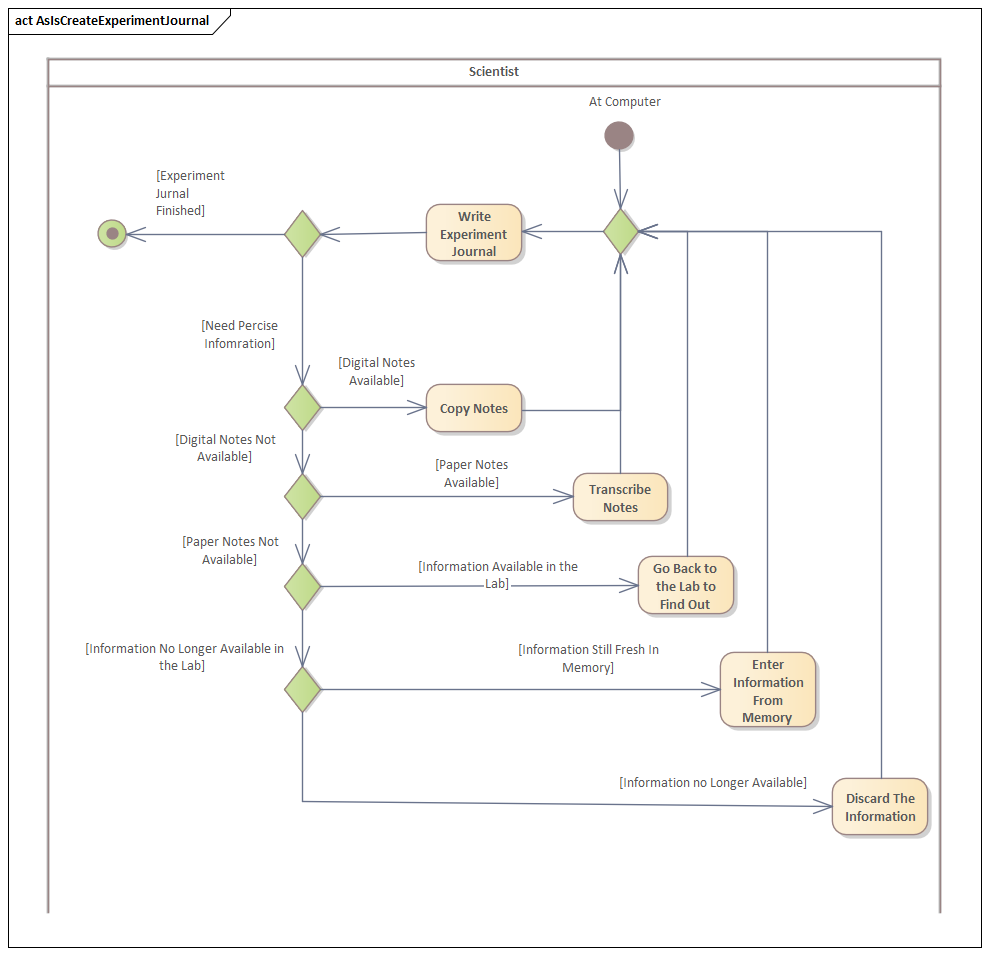 act AsIsCreateExperimentJournal
Scientist
At Computer
[Experiment
Jurnal
Finished]
Write
Experiment
Journal
[Need Percise
Infomration]
[Digital Notes
Available]
Copy Notes
[Digital Notes Not
Available]
[Paper Notes
Available]
Transcribe
Notes
[Paper Notes Not
Available]
[Information Available in the
Lab]
Go Back to
the Lab to
Find Out
[Information No Longer Available in
the Lab]
[Information Still Fresh In
Memory]
Enter
Information
From
Memory
[Information no Longer Available]
Discard The
Information